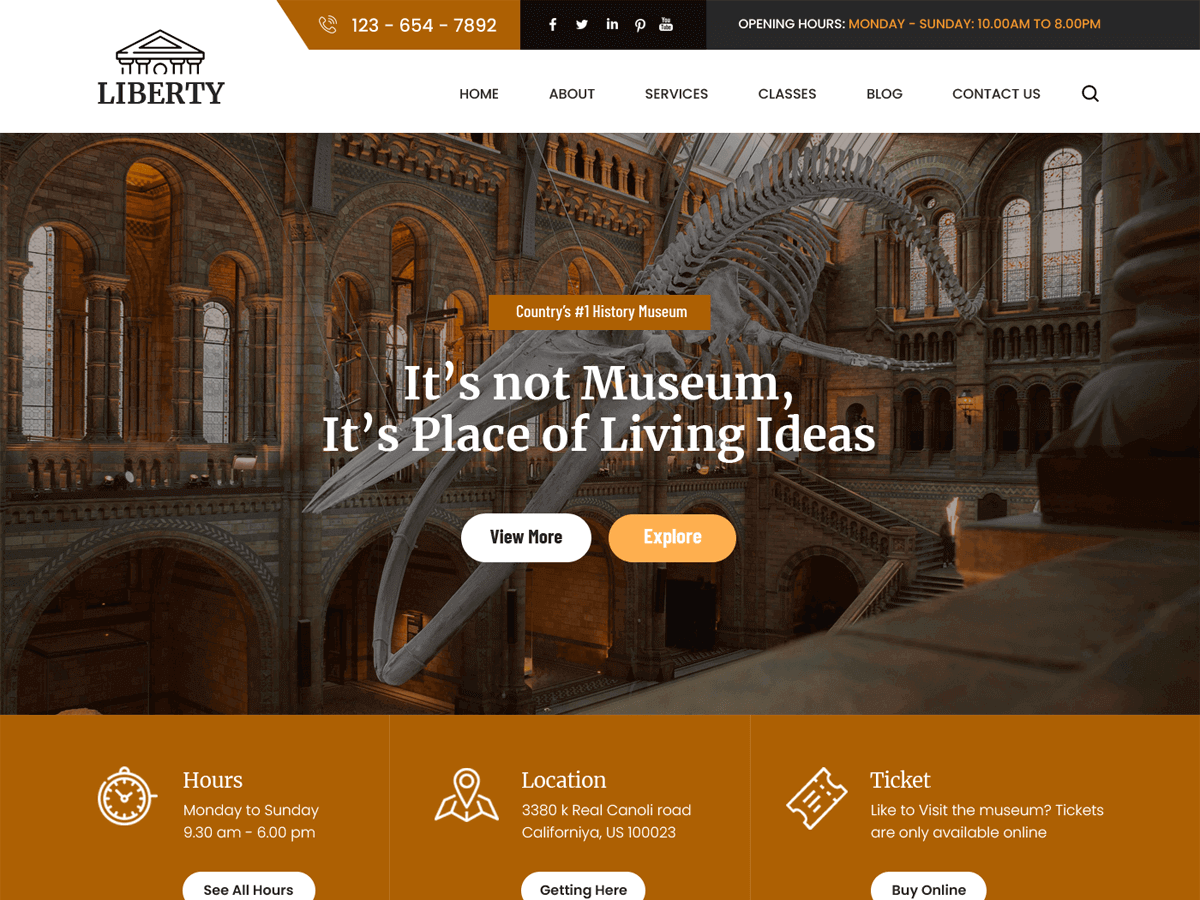 123 - 654 - 7892
OPENING HOURS: MONDAY - SUNDAY: 10.00AM TO 8.00PM
LIBERTY
HOME ABOUT SERVICES CLASSES BLOG CONTACT US
Country's #1 History Museum
It's not Museum,
It's Place of Living Ideas
View More Explore
Hours
Monday to Sunday
9.30 am - 6.00 pm
See All Hours
Location
3380 k Real Canoli road
Californiya, US 100023
Getting Here
Ticket
Like to Visit the museum? Tickets
are only available online
Buy Online